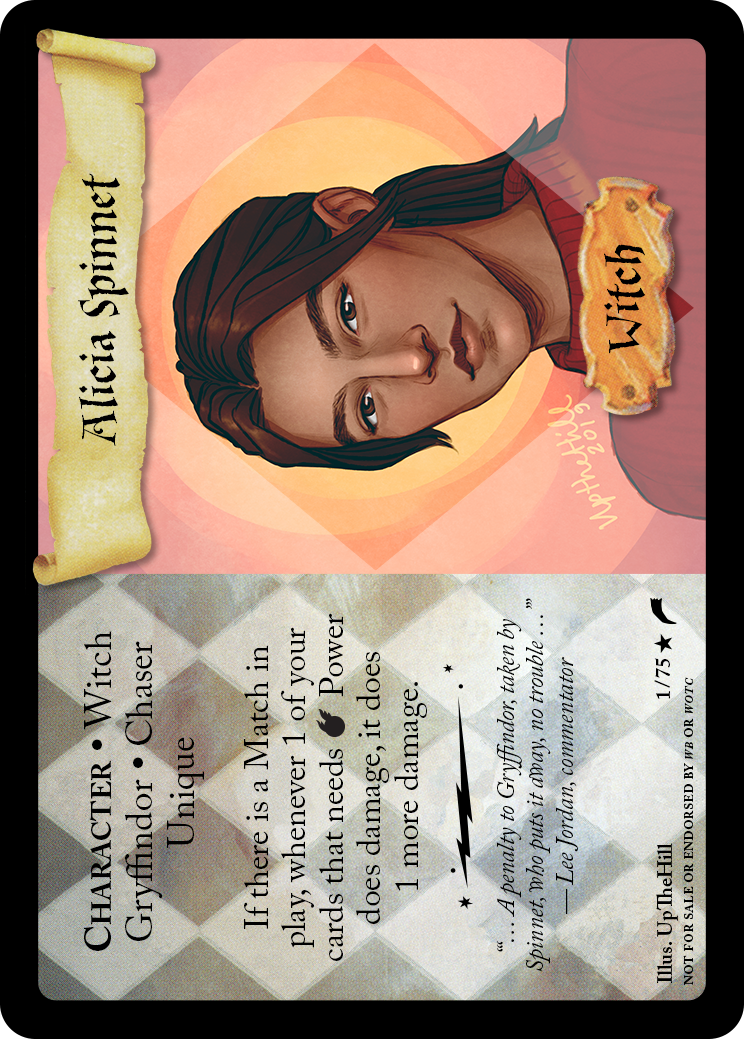 Alicia Spinnet
Witch
UptheHill
2019
CHARACTER • Witch
Gryffindor • Chaser
Unique
If there is a Match in
play, whenever 1 of your
cards that needs Power
does damage, it does
1 more damage.
“‘… A penalty to Gryffindor, taken by
Spinnet, who puts it away, no trouble …’”
— Lee Jordan, commentator
Illus. UpTheHill 1/75 ★
NOT FOR SALE OR ENDORSED BY WB OR WOTC